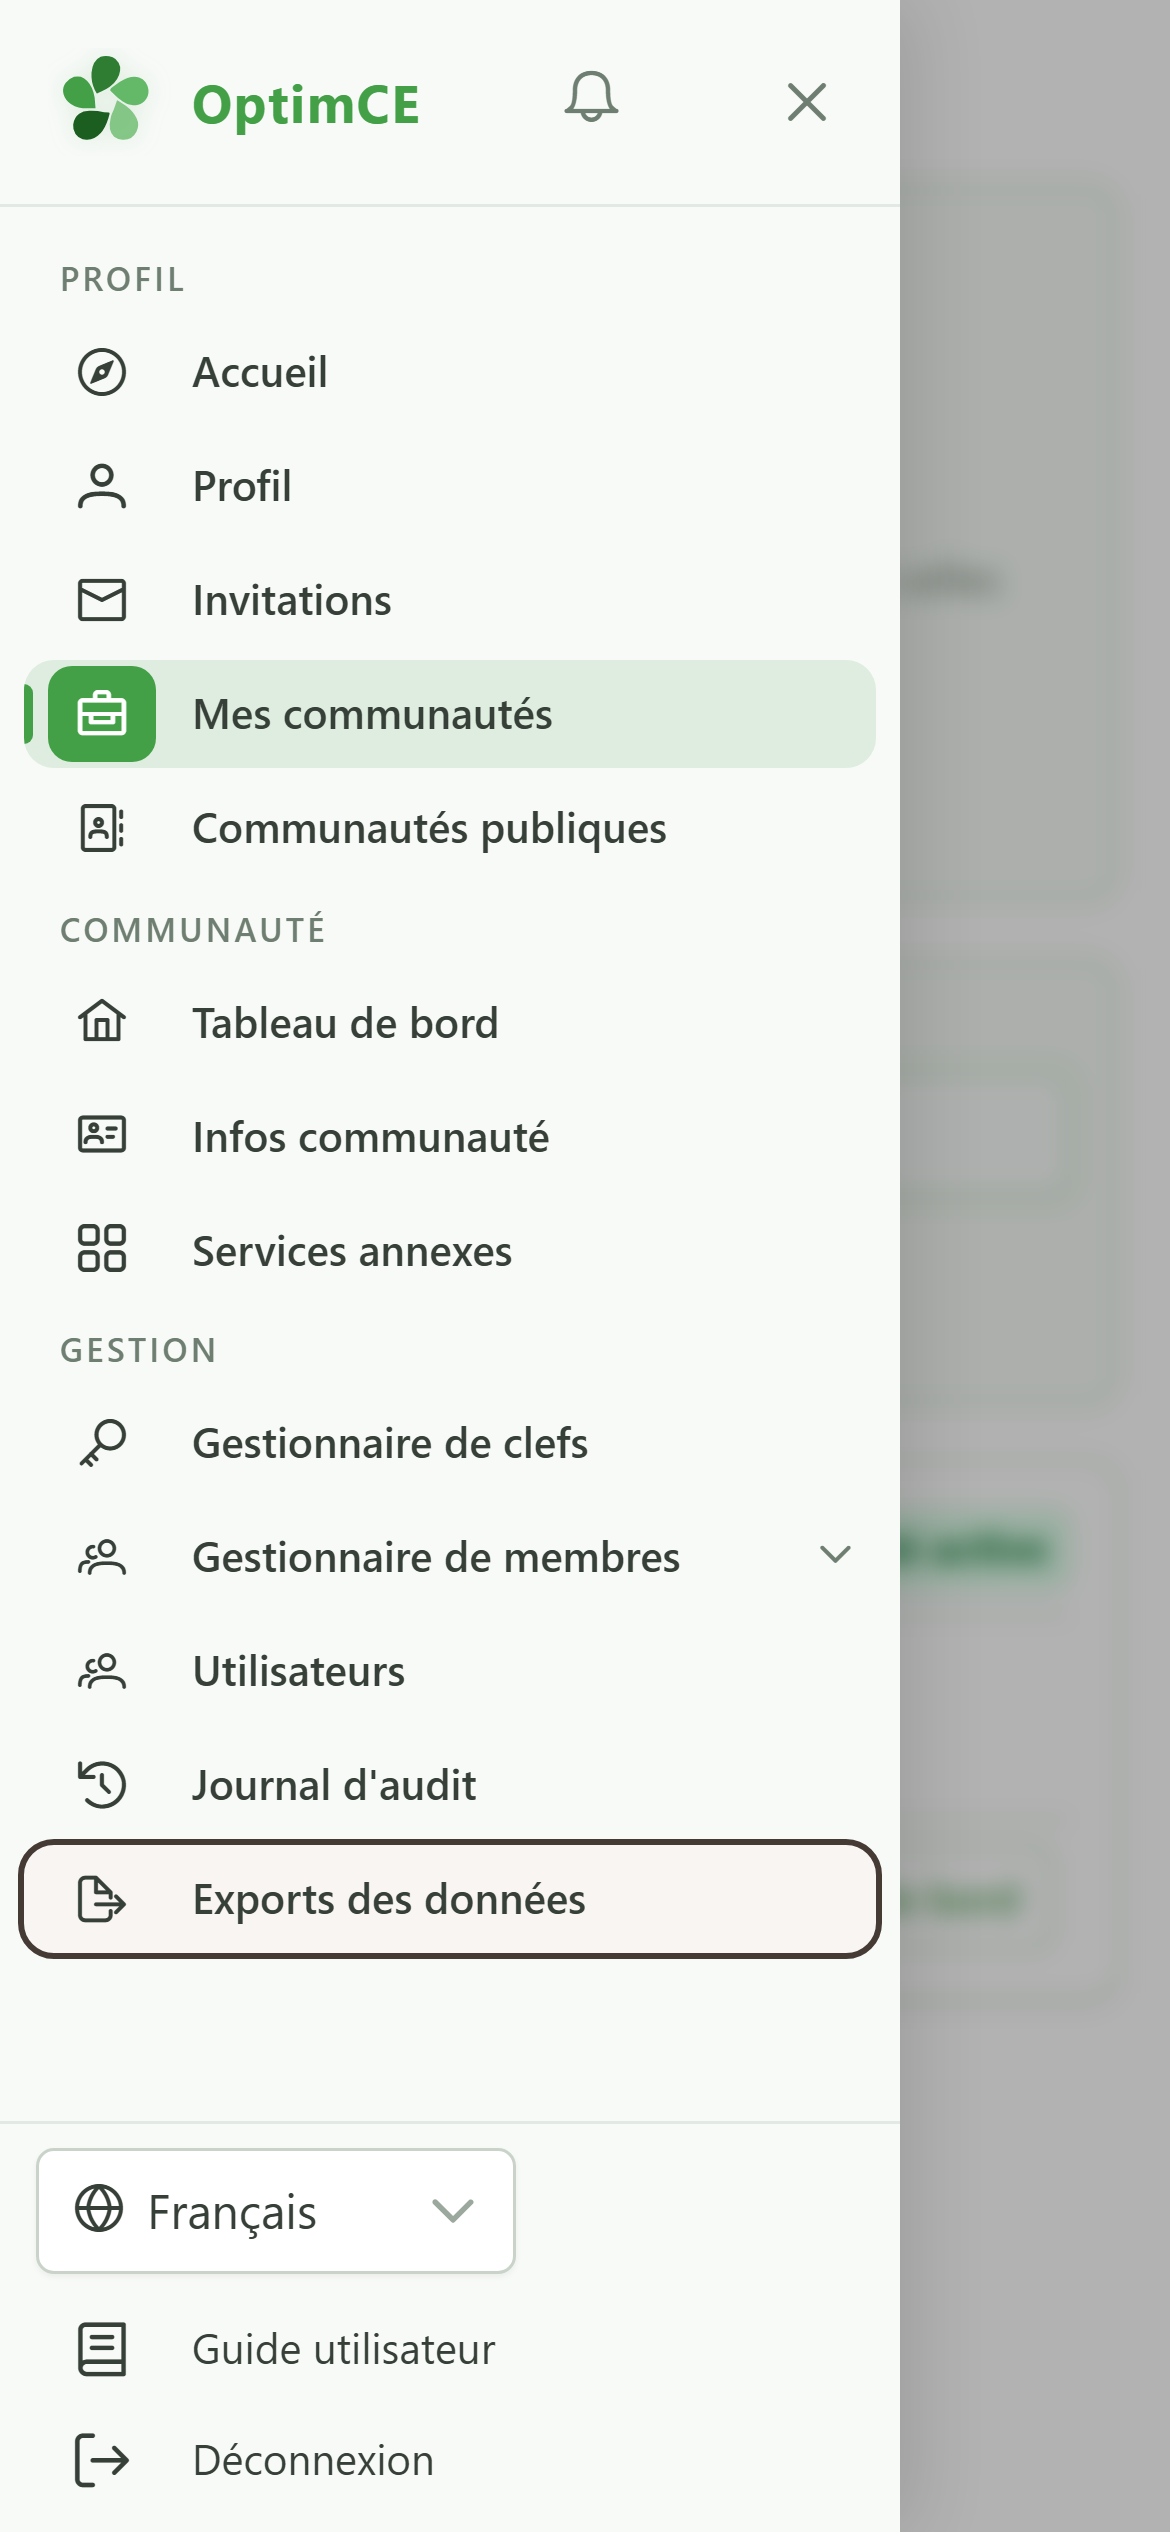 OptimCE
PROFIL
Accueil
Profil
Invitations
Mes communautés
Communautés publiques
COMMUNAUTÉ
Tableau de bord
Infos communauté
Services annexes
GESTION
Gestionnaire de clefs
Gestionnaire de membres
Utilisateurs
Journal d'audit
Exports des données
Français
Guide utilisateur
Déconnexion